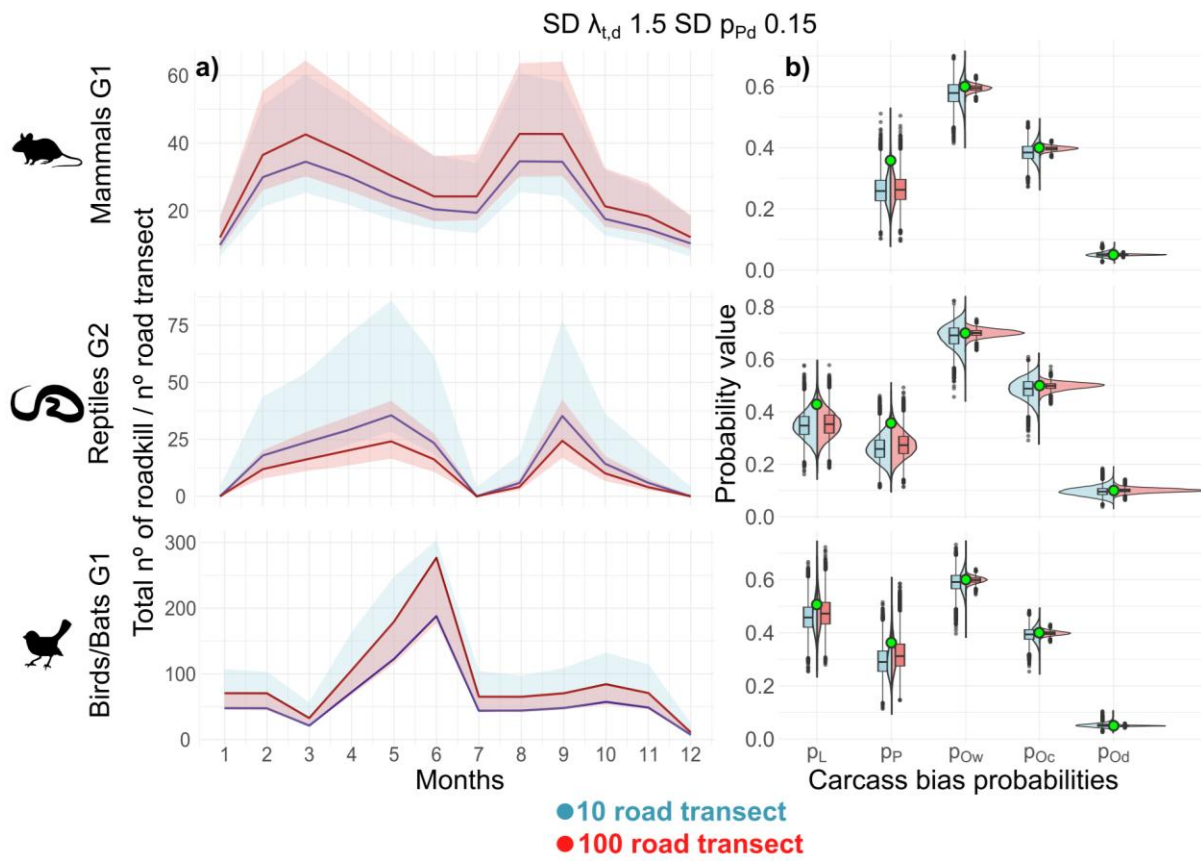 SD λt,d 1.5 SD pPd 0.15
a)
b)
Mammals G1
Reptiles G2
Birds/Bats G1
Total nº of roadkill / nº road transect
60
40
20
75
50
25
0
300
200
100
50
0
1 2 3 4 5 6 7 8 9 10 11 12
Months
Probability value
0.6
0.4
0.2
0.0
0.8
0.6
0.4
0.2
0.0
0.6
0.4
0.2
0.0
pL pP pOw pOc pOd
Carcass bias probabilities
10 road transect
100 road transect